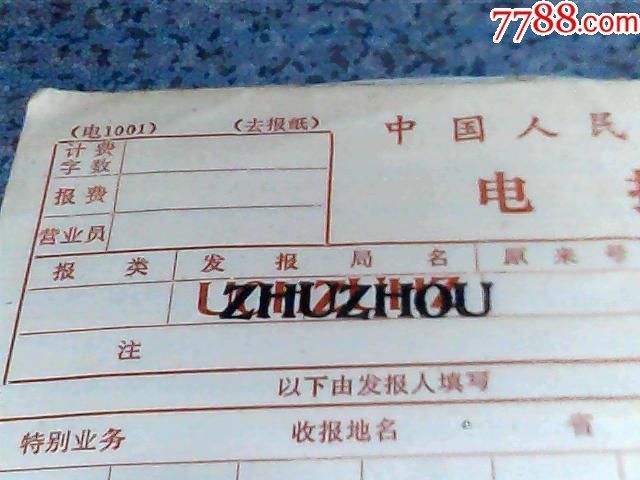 7788.com
(电1001) (去报纸) 中国人民
计费字数
电
报费
营业员
报类 发报局名 原来号
ZHUZHOU
注
以下由发报人填写
特别业务 收报地名 省